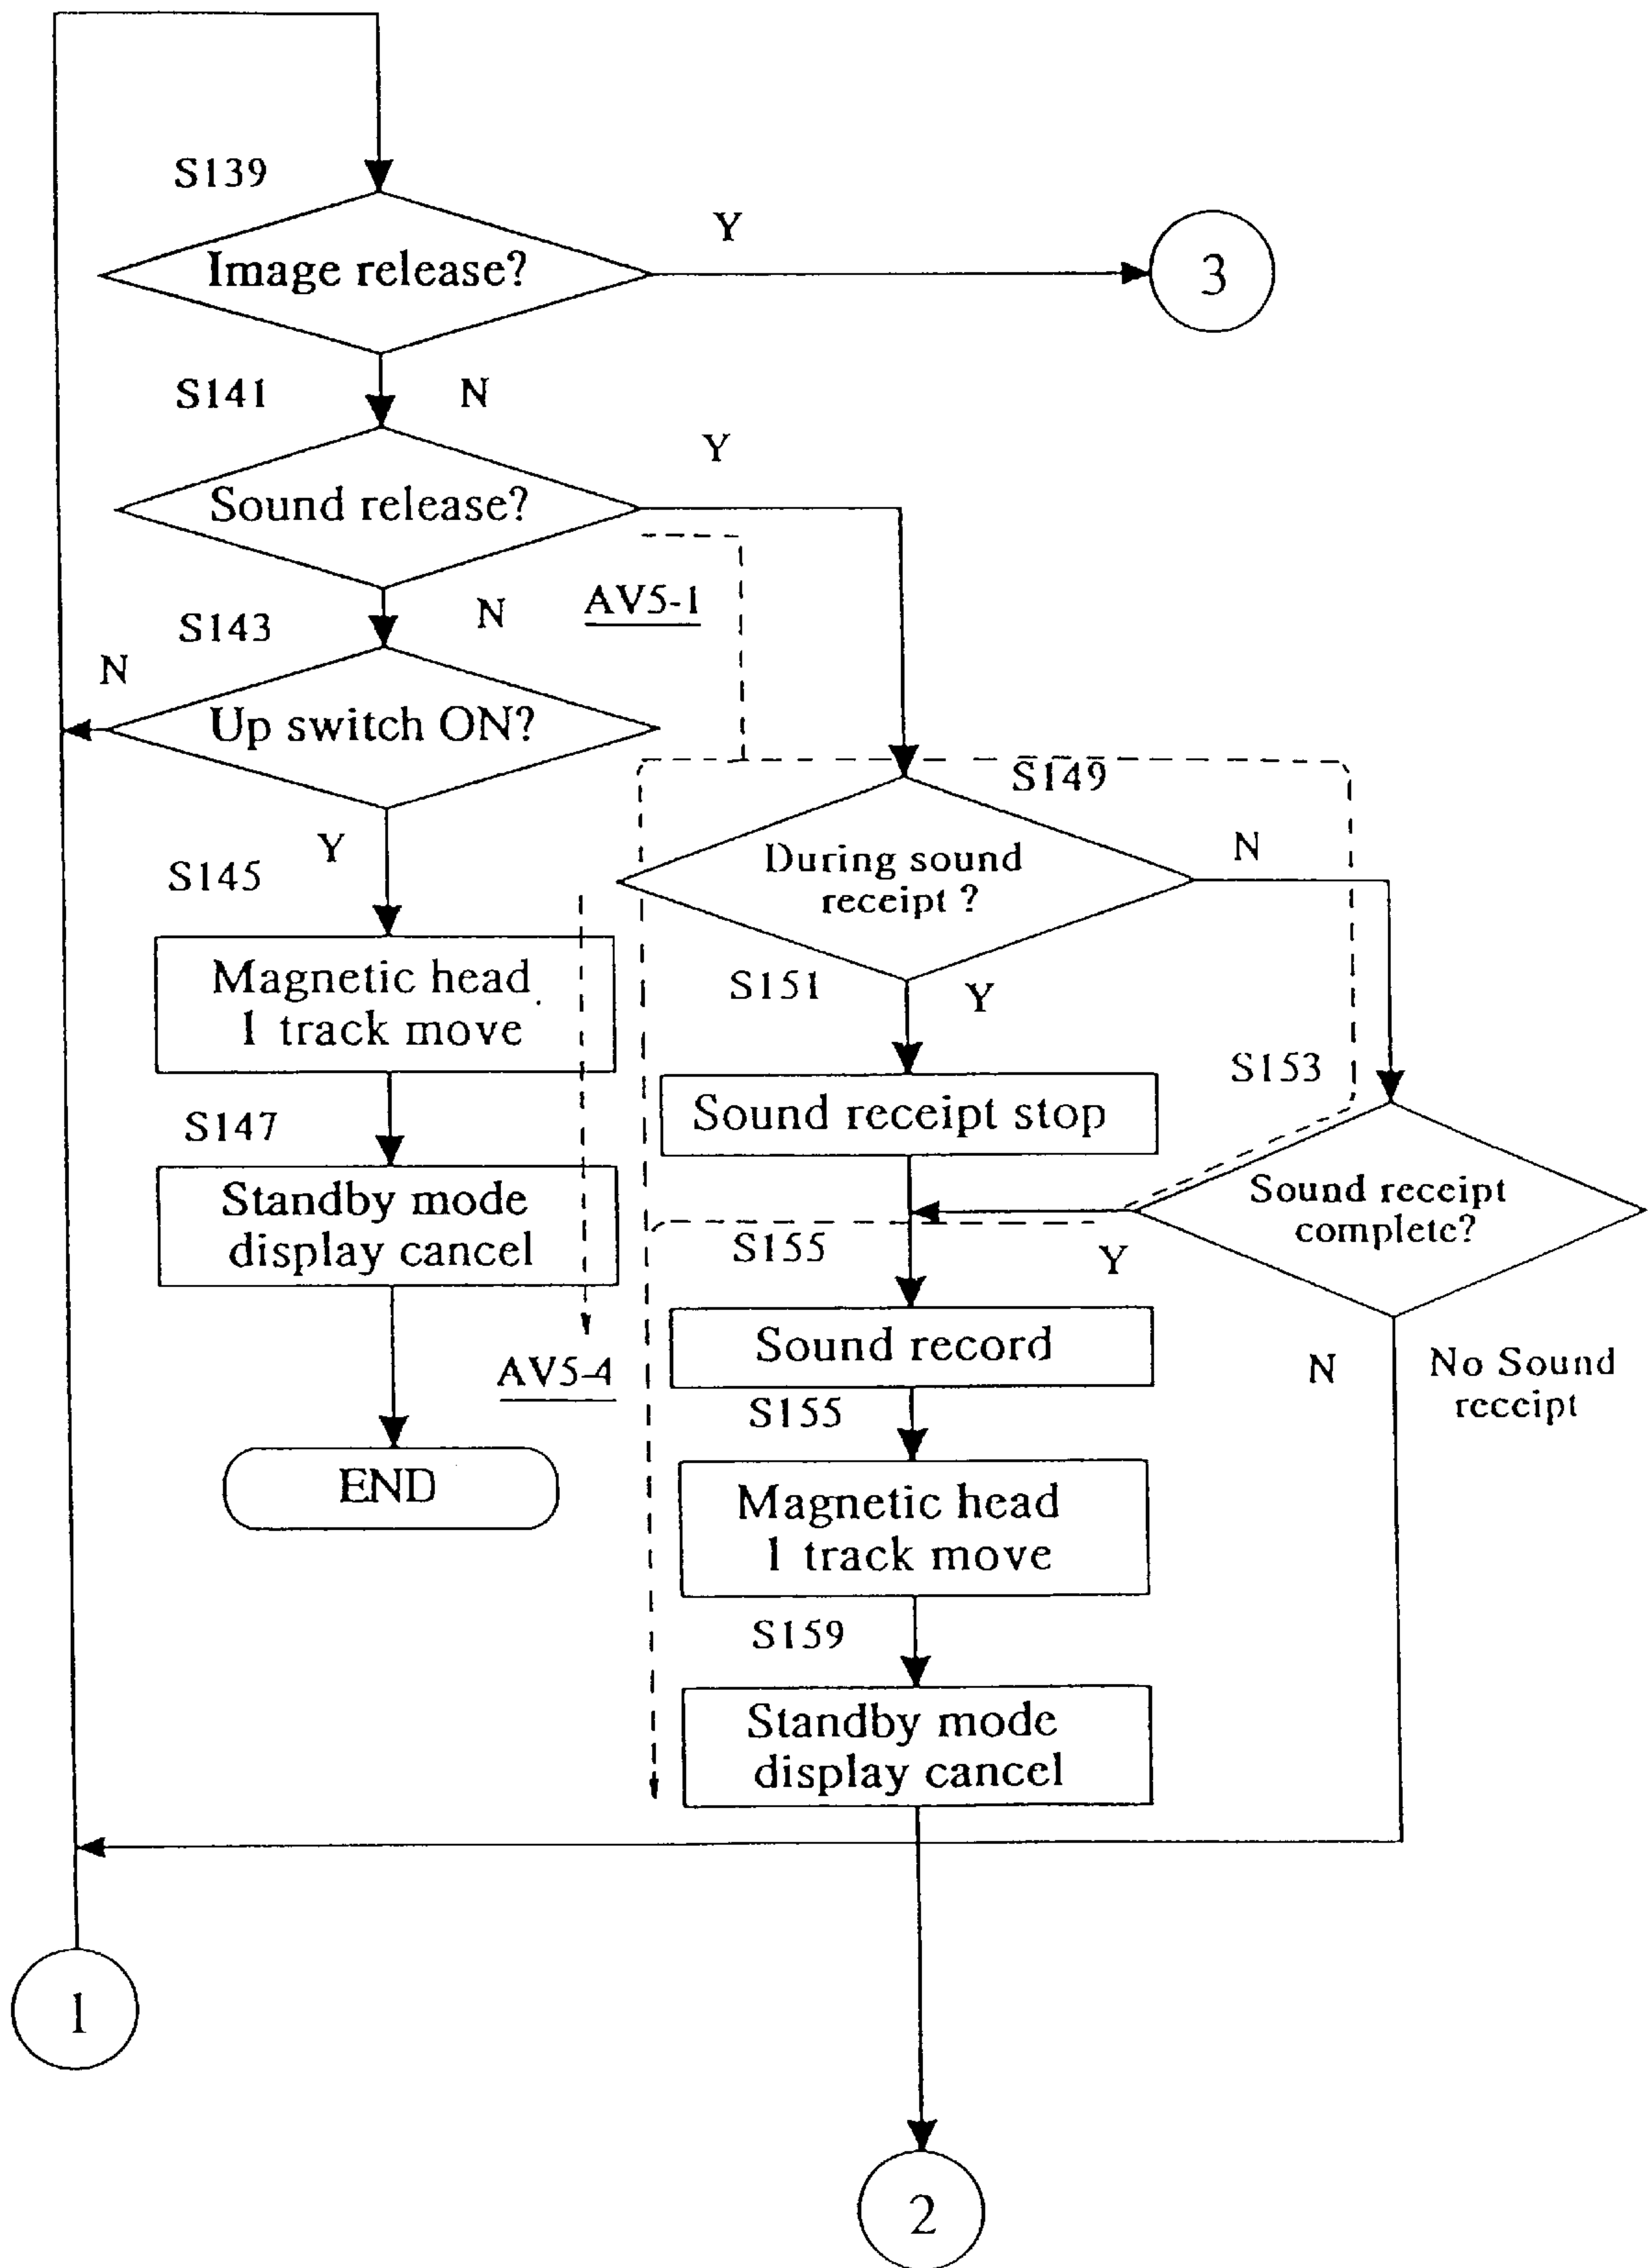 S139
Y
Image release?
3
S141
N
Y
Sound release?
S143
N
AV5-1
N
Up switch ON?
S149
Y
During sound
receipt ?
N
S145
Magnetic head
1 track move
S151
Y
S153
Sound receipt stop
S147
Standby mode
display cancel
Sound receipt
complete?
S155
Y
Sound record
AV5-4
N
No Sound
receipt
S155
END
Magnetic head
1 track move
S159
Standby mode
display cancel
1
2